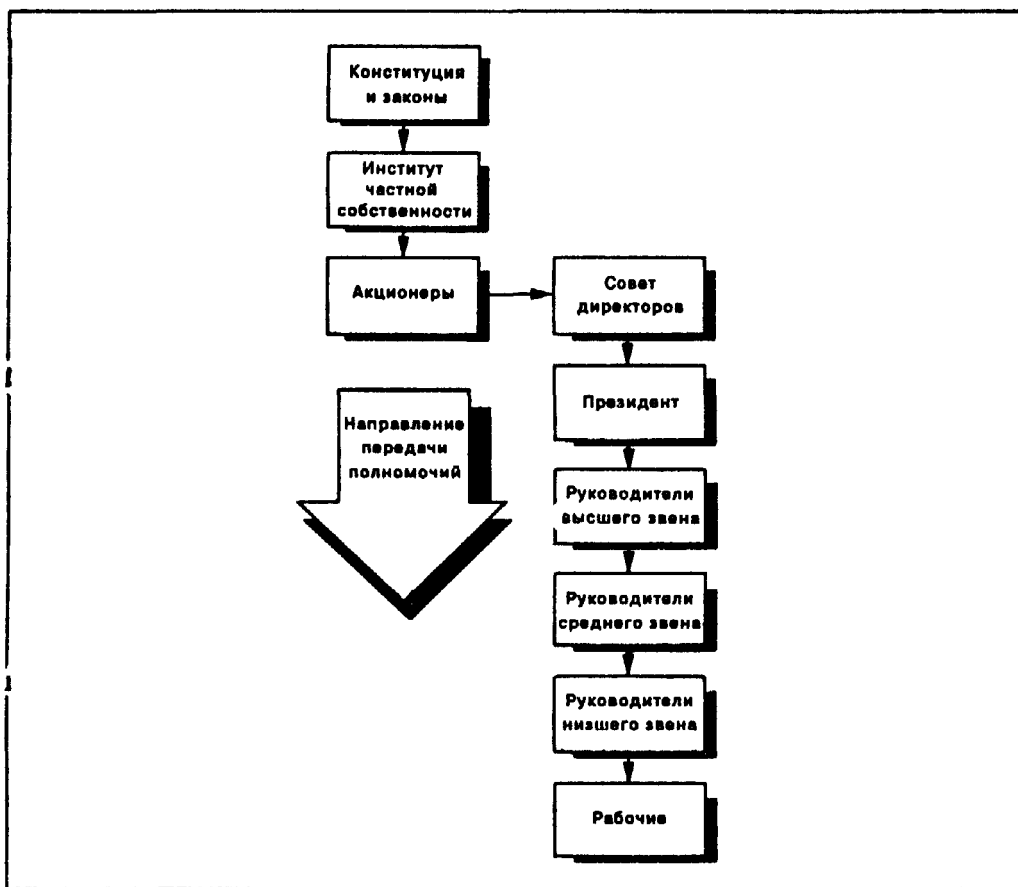 Конституция
и законы
Институт
частной
собственности
Акционеры
Совет
директоров
Президент
Направление
передачи
полномочий
Руководители
высшего звена
Руководители
среднего звена
Руководители
низшего звена
Рабочие